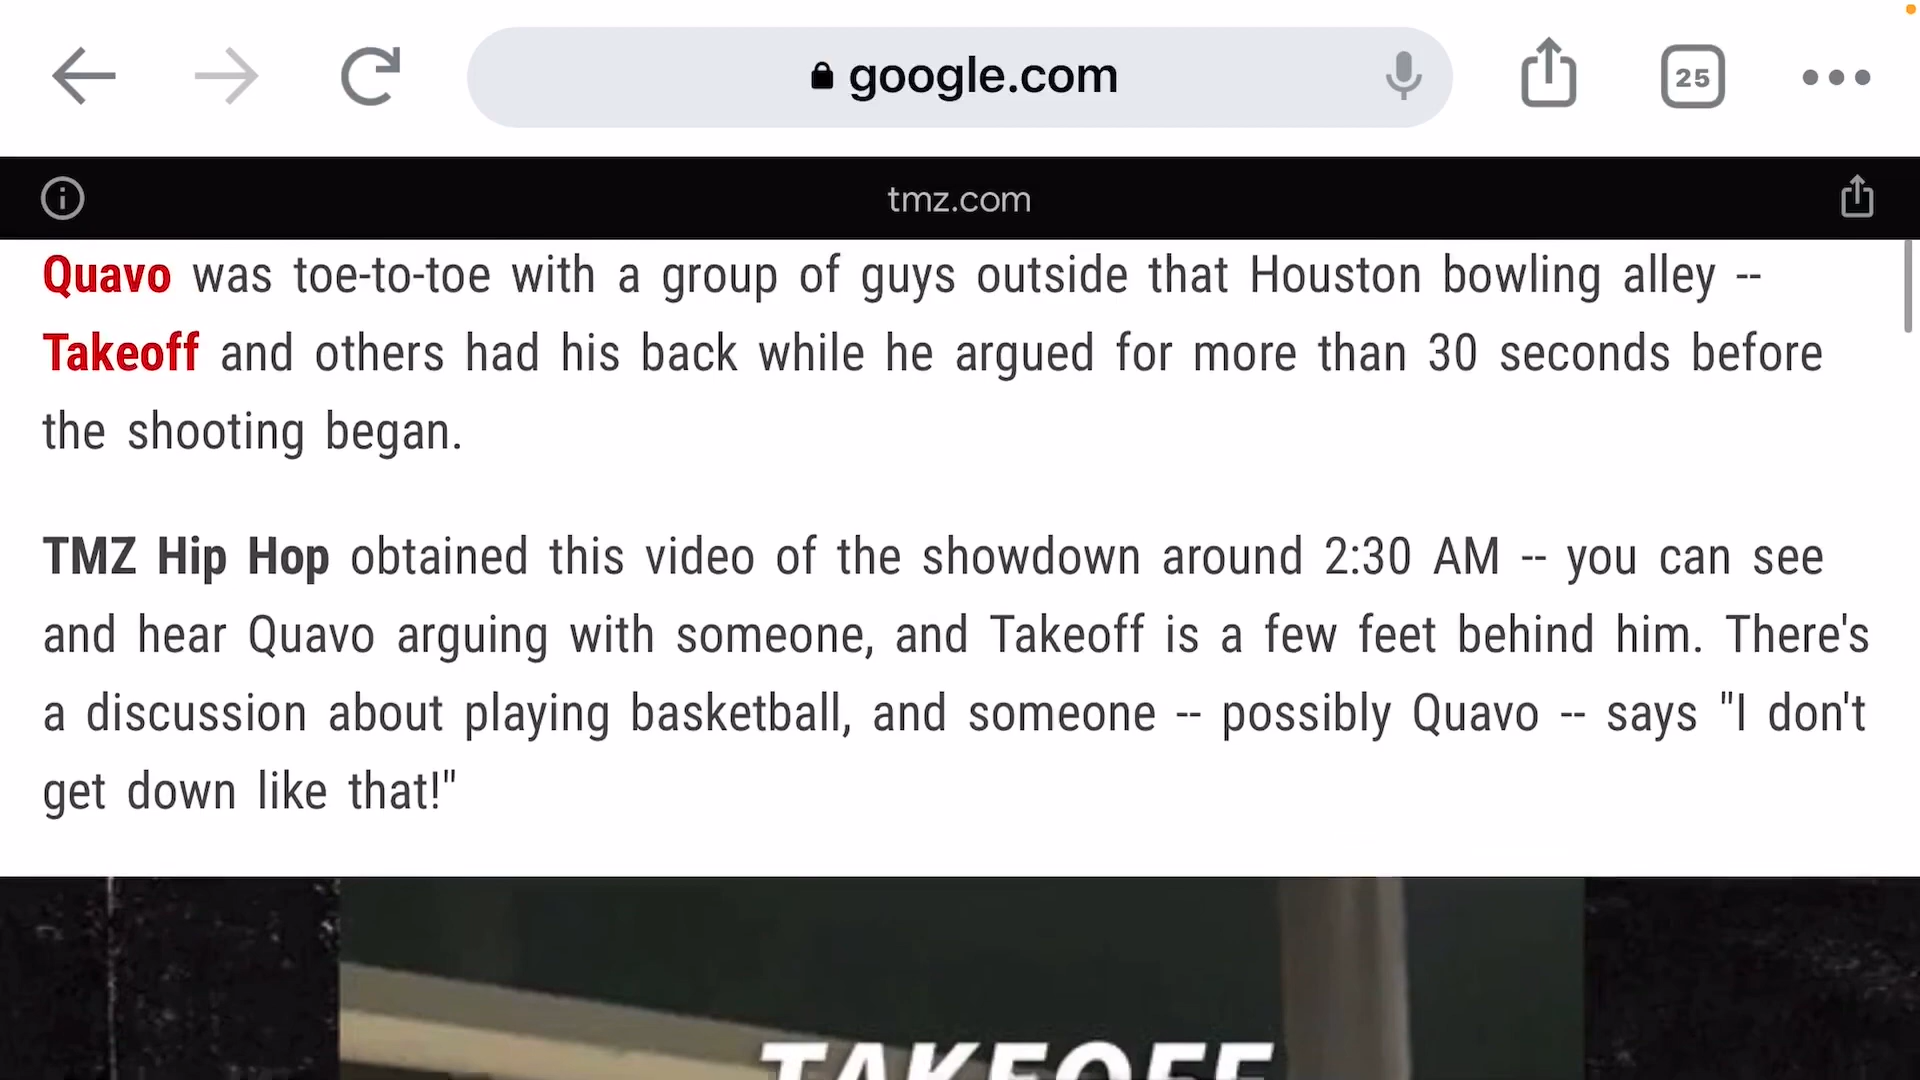 google.com
25
tmz.com
Quavo was toe-to-toe with a group of guys outside that Houston bowling alley --
Takeoff and others had his back while he argued for more than 30 seconds before
the shooting began.
TMZ Hip Hop obtained this video of the showdown around 2:30 AM -- you can see
and hear Quavo arguing with someone, and Takeoff is a few feet behind him. There's
a discussion about playing basketball, and someone -- possibly Quavo -- says "I don't
get down like that!"
TAKEOFF